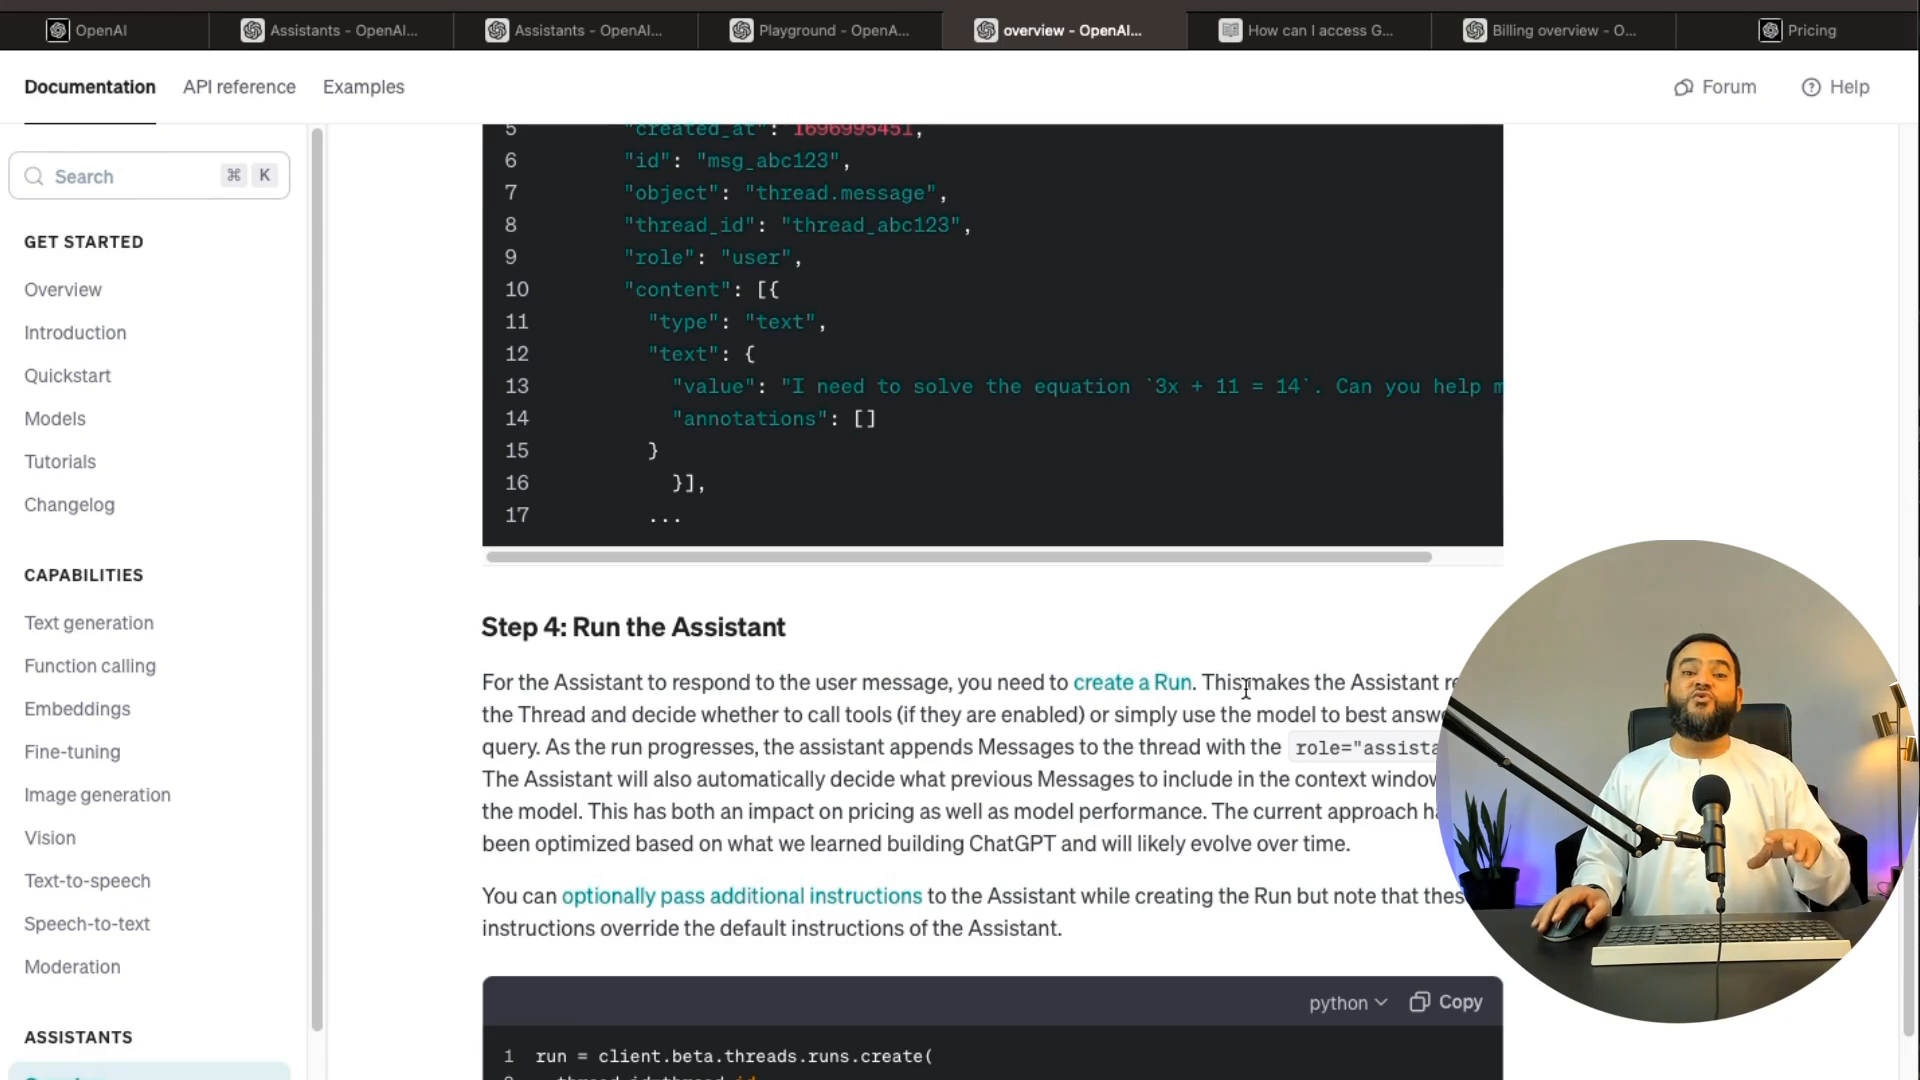 OpenAI
Assistants - OpenAI...
Assistants - OpenAI...
Playground - OpenA...
overview - OpenAI...
How can I access G...
Billing overview - O...
Pricing
Documentation
API reference
Examples
Forum
Help
Search
⌘ K
GET STARTED
Overview
Introduction
Quickstart
Models
Tutorials
Changelog
CAPABILITIES
Text generation
Function calling
Embeddings
Fine-tuning
Image generation
Vision
Text-to-speech
Speech-to-text
Moderation
ASSISTANTS
5 "created_at": 1696995451,
6 "id": "msg_abc123",
7 "object": "thread.message",
8 "thread_id": "thread_abc123",
9 "role": "user",
10 "content": [{
11 "type": "text",
12 "text": {
13 "value": "I need to solve the equation `3x + 11 = 14`. Can you help m
14 "annotations": []
15 }
16 }],
17 ...
Step 4: Run the Assistant
For the Assistant to respond to the user message, you need to create a Run. This makes the Assistant re
the Thread and decide whether to call tools (if they are enabled) or simply use the model to best answe
query. As the run progresses, the assistant appends Messages to the thread with the role="assista
The Assistant will also automatically decide what previous Messages to include in the context window
the model. This has both an impact on pricing as well as model performance. The current approach ha
been optimized based on what we learned building ChatGPT and will likely evolve over time.
You can optionally pass additional instructions to the Assistant while creating the Run but note that thes
instructions override the default instructions of the Assistant.
python
Copy
1 run = client.beta.threads.runs.create(